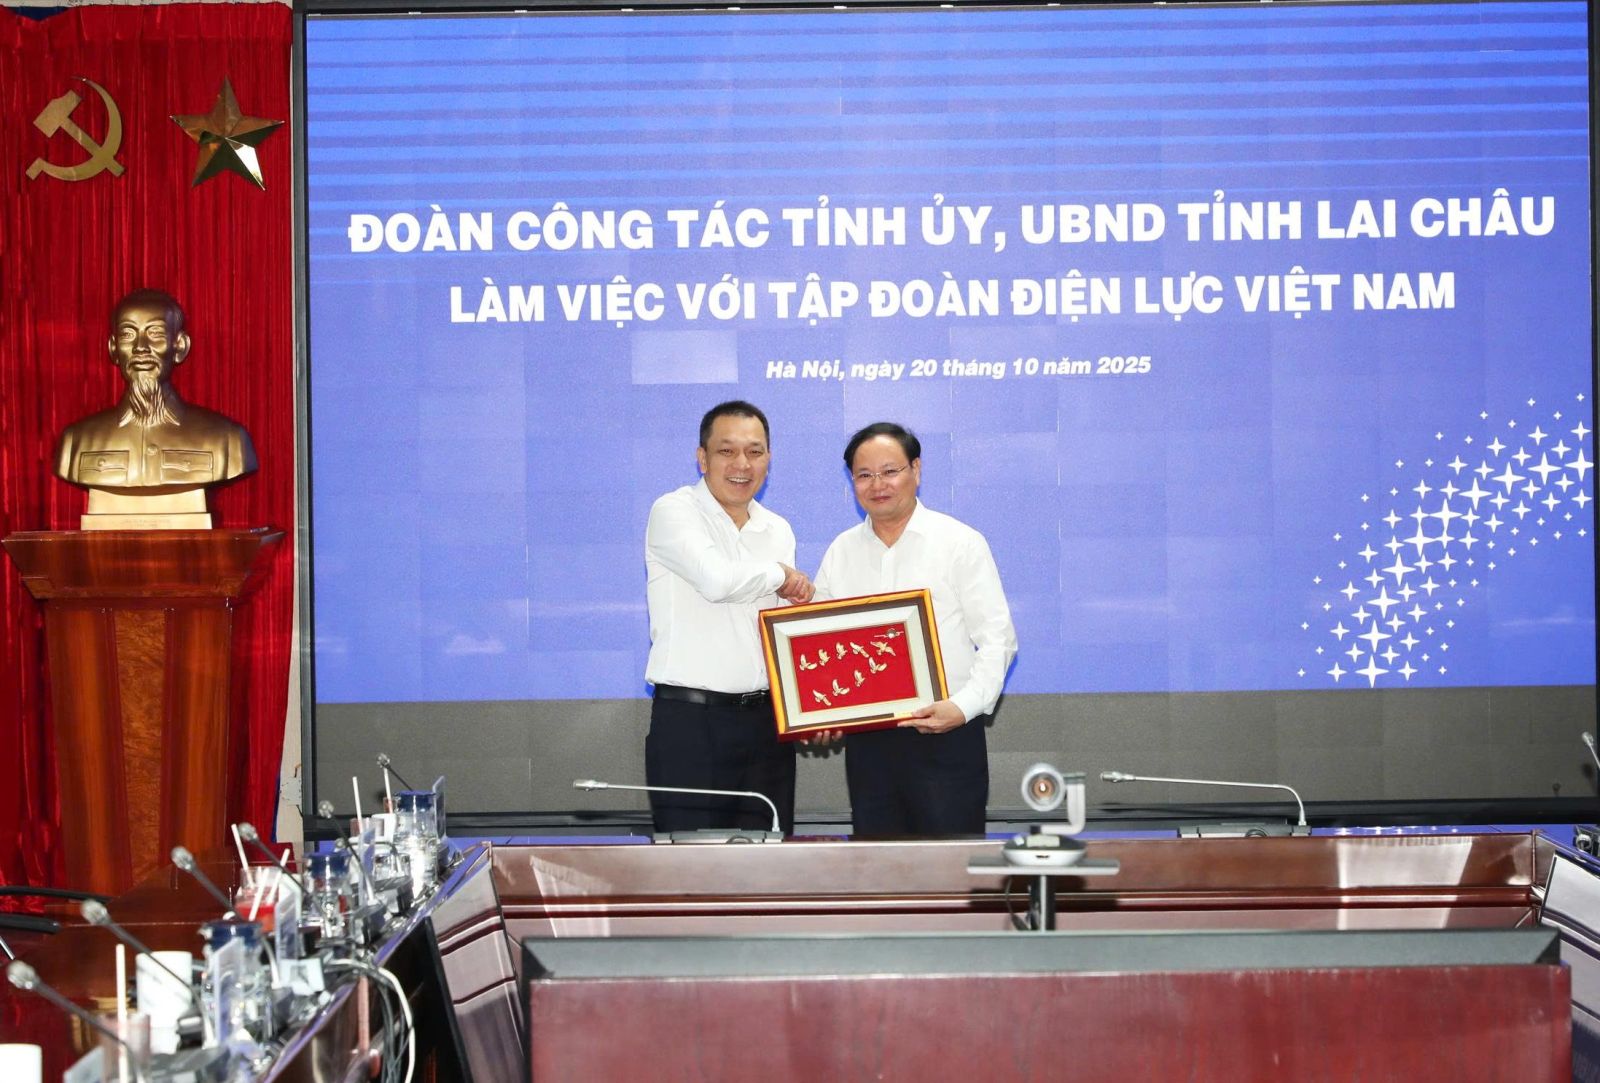 ĐOÀN CÔNG TÁC TỈNH ỦY, UBND TỈNH LAI CHÂU
LÀM VIỆC VỚI TẬP ĐOÀN ĐIỆN LỰC VIỆT NAM
Hà Nội, ngày 20 tháng 10 năm 2025